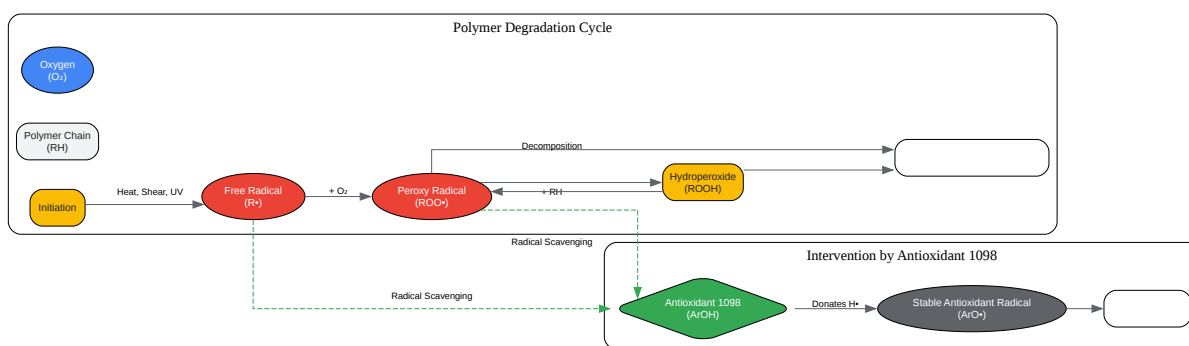 Polymer Degradation Cycle
Oxygen
(O₂)
Polymer Chain
(RH)
Initiation
Heat, Shear, UV
Free Radical
(R•)
+ O₂
Peroxy Radical
(ROO•)
Decomposition
+ RH
Hydroperoxide
(ROOH)
Radical Scavenging
Radical Scavenging
Intervention by Antioxidant 1098
Antioxidant 1098
(ArOH)
Donates H•
Stable Antioxidant Radical
(ArO•)